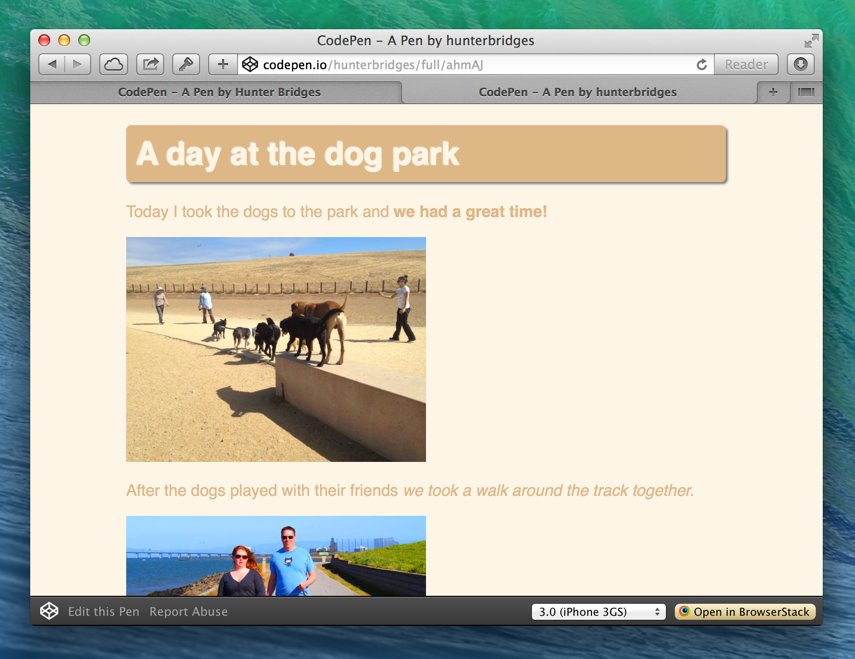 CodePen - A Pen by hunterbridges
codepen.io/hunterbridges/full/ahmAJ
Reader
CodePen - A Pen by Hunter Bridges
CodePen - A Pen by hunterbridges
A day at the dog park
Today I took the dogs to the park and we had a great time!
After the dogs played with their friends we took a walk around the track together.
Edit this Pen
Report Abuse
3.0 (iPhone 3GS)
Open in BrowserStack